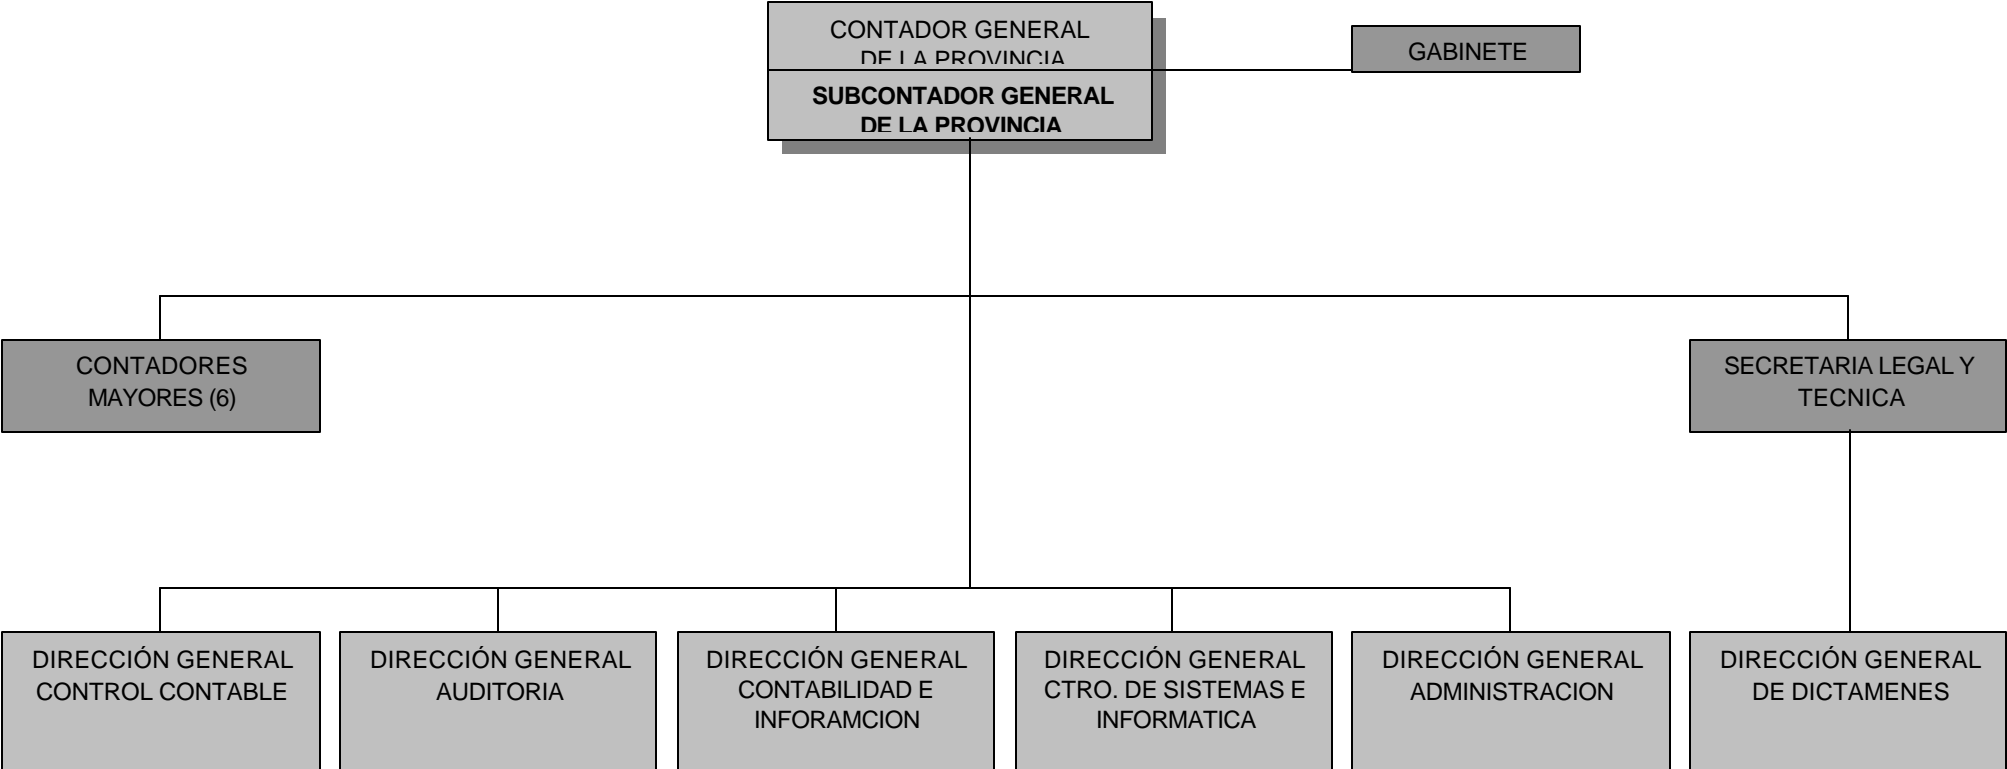 CONTADOR GENERAL
DE LA PROVINCIA
GABINETE
SUBCONTADOR GENERAL
DE LA PROVINCIA
CONTADORES
MAYORES (6)
SECRETARIA LEGAL Y
TECNICA
DIRECCIÓN GENERAL
CONTROL CONTABLE
DIRECCIÓN GENERAL
AUDITORIA
DIRECCIÓN GENERAL
CONTABILIDAD E
INFORAMCION
DIRECCIÓN GENERAL
CTRO. DE SISTEMAS E
INFORMATICA
DIRECCIÓN GENERAL
ADMINISTRACION
DIRECCIÓN GENERAL
DE DICTAMENES